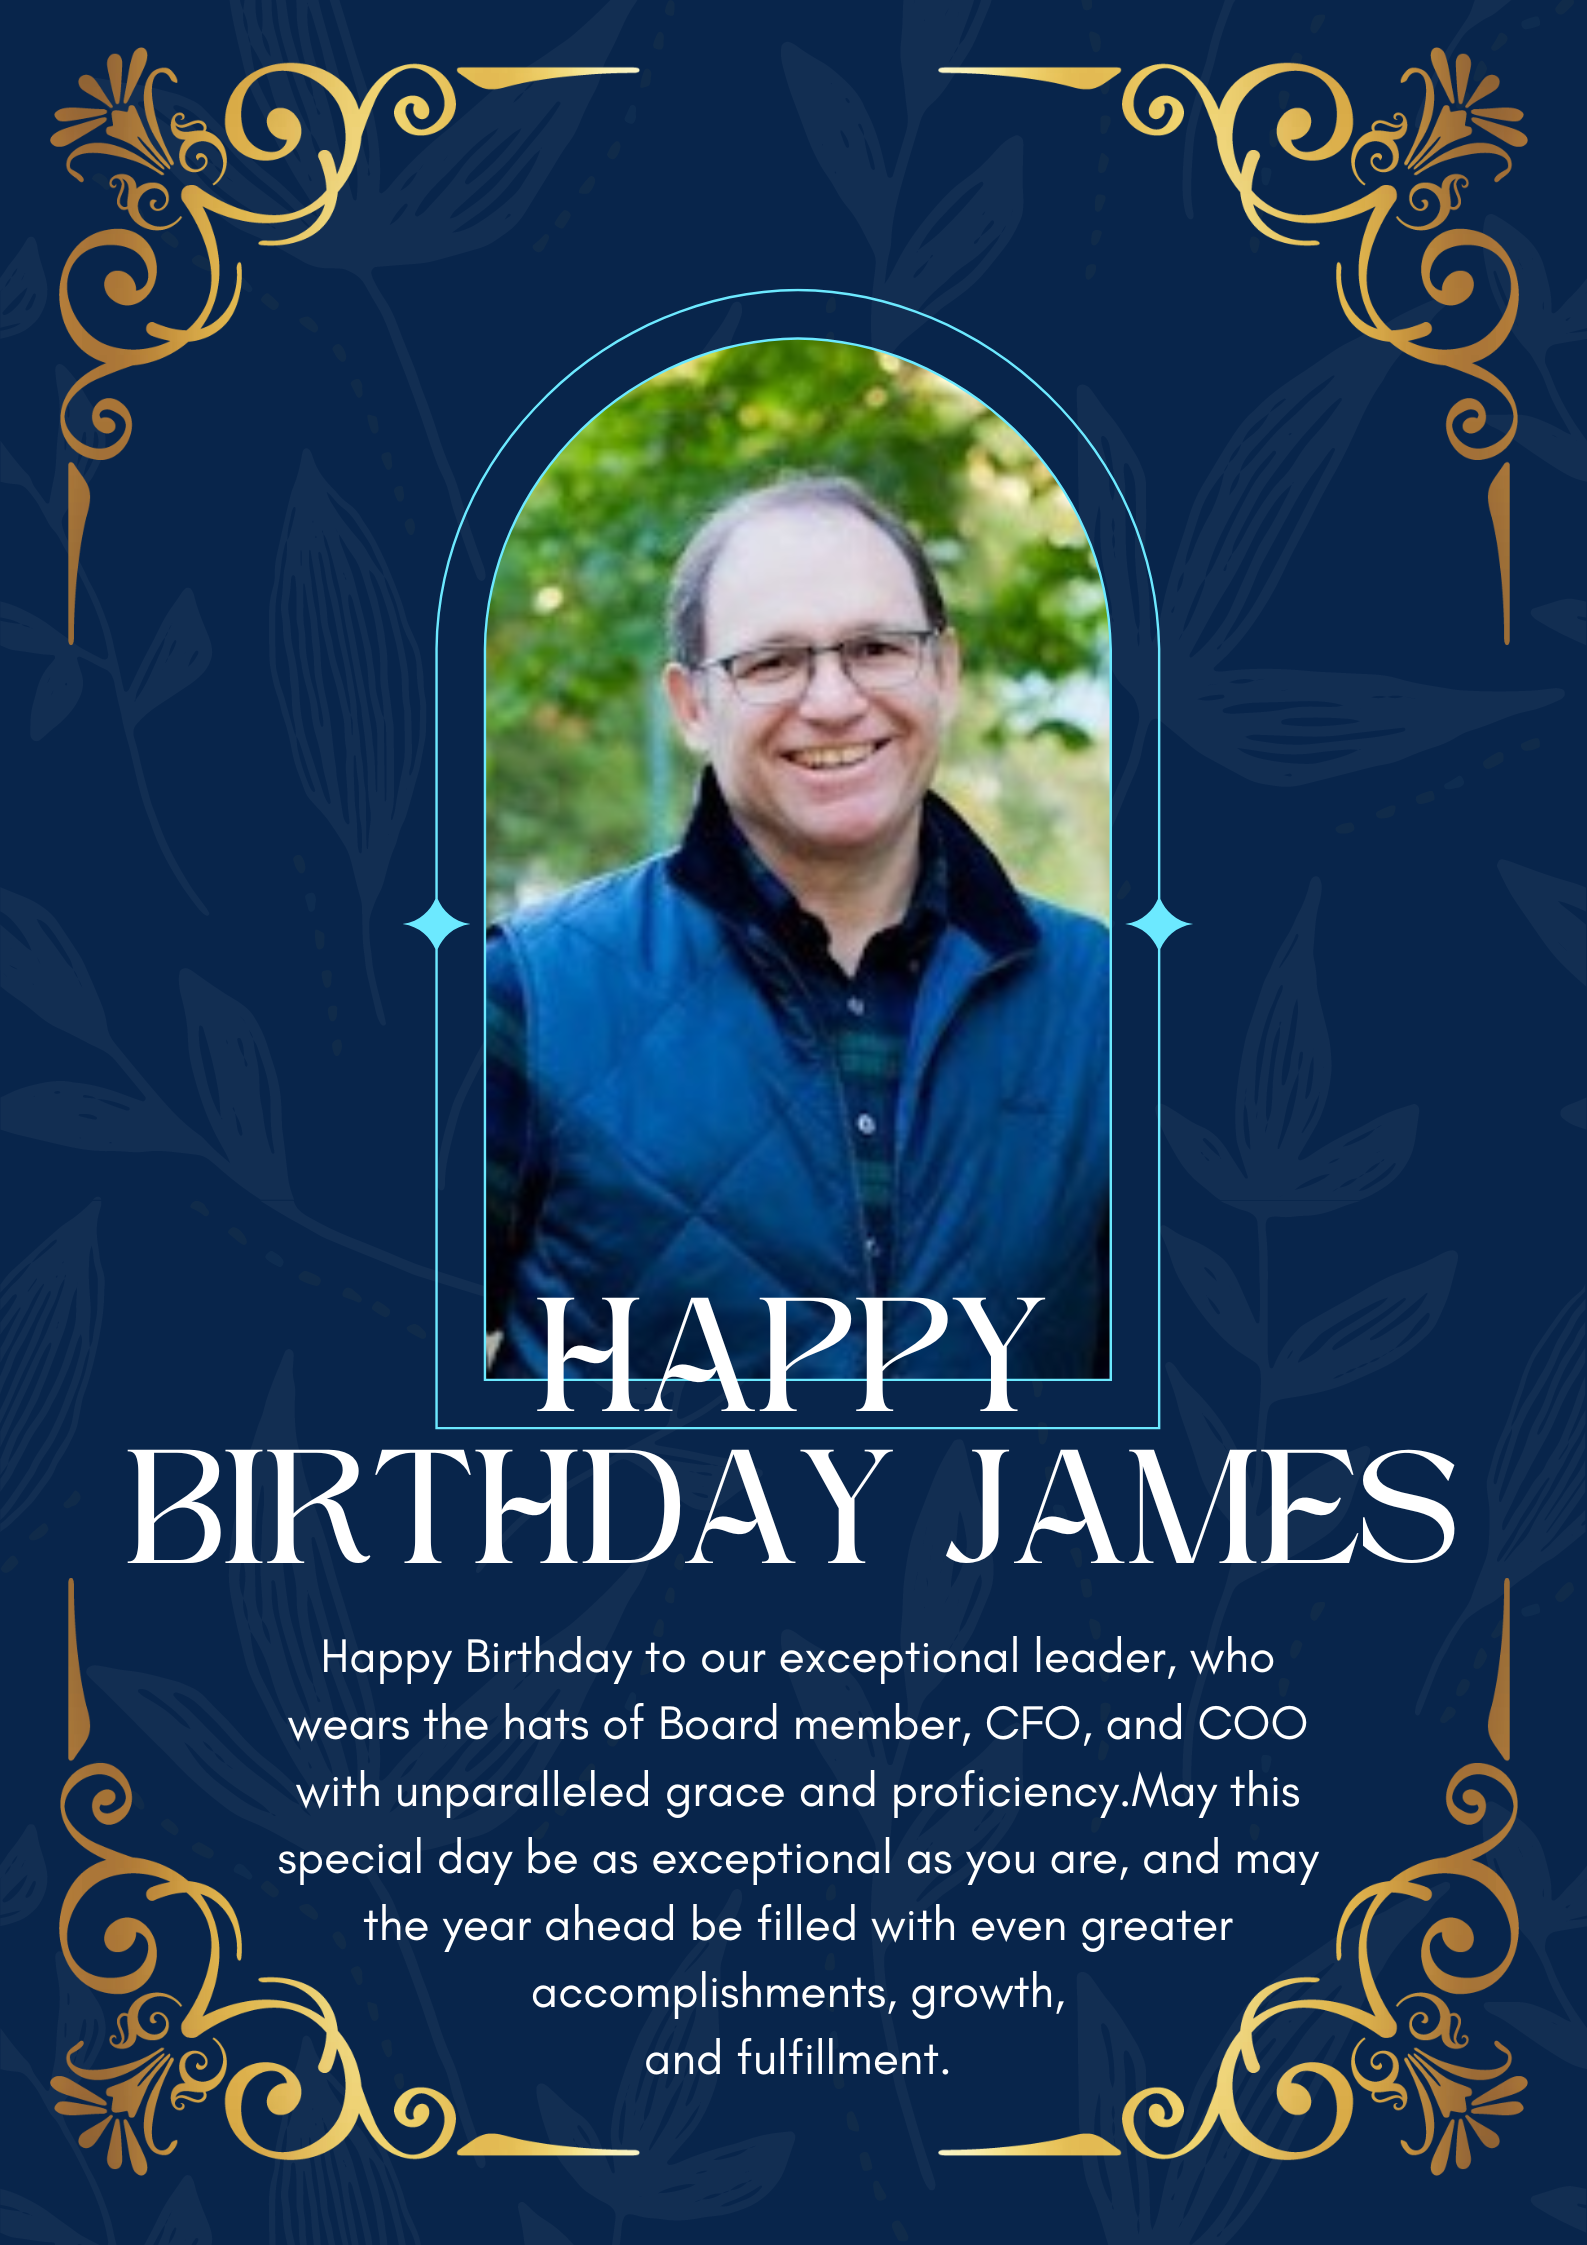 HAPPY
BIRTHDAY JAMES
Happy Birthday to our exceptional leader, who
wears the hats of Board member, CFO, and COO
with unparalleled grace and proficiency.May this
special day be as exceptional as you are, and may
the year ahead be filled with even greater
accomplishments, growth,
and fulfillment.